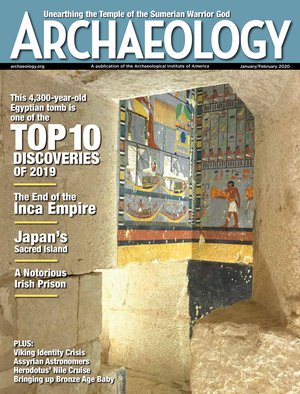 Unearthing the Temple of the Sumerian Warrior God
ARCHAEOLOGY
archaeology.org
A publication of the Archaeological Institute of America
January/February 2020
This 4,300-year-old
Egyptian tomb is
one of the
TOP 10
DISCOVERIES
OF 2019
The End of the
Inca Empire
Japan's
Sacred Island
A Notorious
Irish Prison
PLUS:
Viking Identity Crisis
Assyrian Astronomers
Herodotus' Nile Cruise
Bringing up Bronze Age Baby